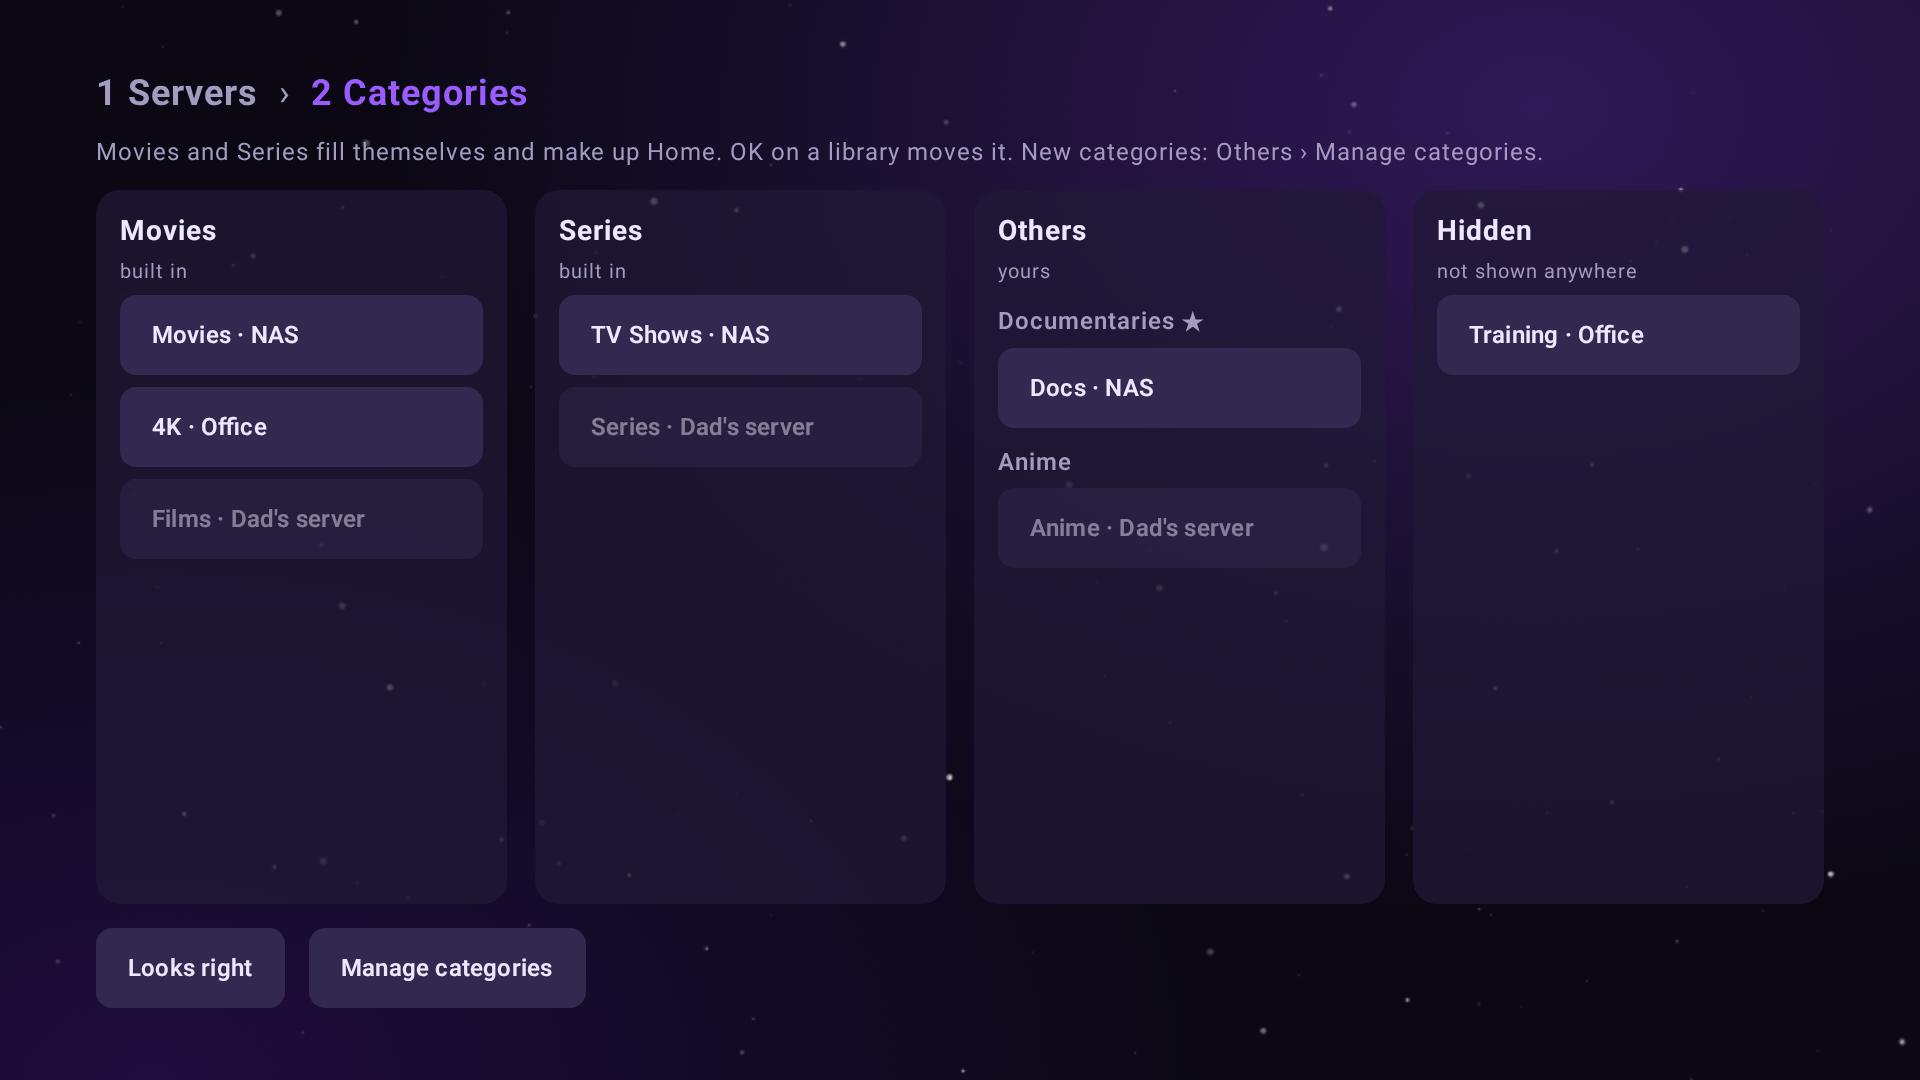 1 Servers › 2 Categories
Movies and Series fill themselves and make up Home. OK on a library moves it. New categories: Others › Manage categories.
Movies
built in
Movies · NAS
4K · Office
Films · Dad's server
Series
built in
TV Shows · NAS
Series · Dad's server
Others
yours
Documentaries ★
Docs · NAS
Anime
Anime · Dad's server
Hidden
not shown anywhere
Training · Office
Looks right
Manage categories